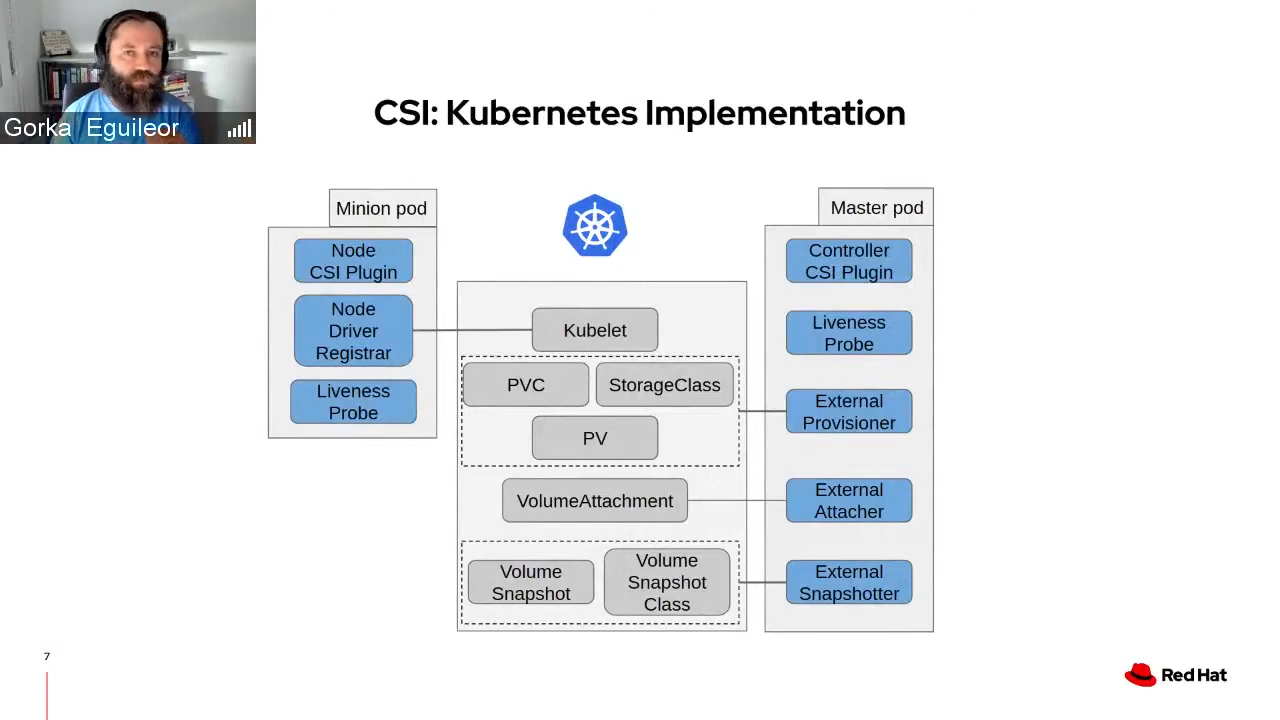 Gorka Eguileor
CSI: Kubernetes Implementation
Minion pod
Node
CSI Plugin
Node
Driver
Registrar
Liveness
Probe
Kubelet
PVC
StorageClass
PV
VolumeAttachment
Volume
Snapshot
Volume
Snapshot
Class
Master pod
Controller
CSI Plugin
Liveness
Probe
External
Provisioner
External
Attacher
External
Snapshotter
7
Red Hat